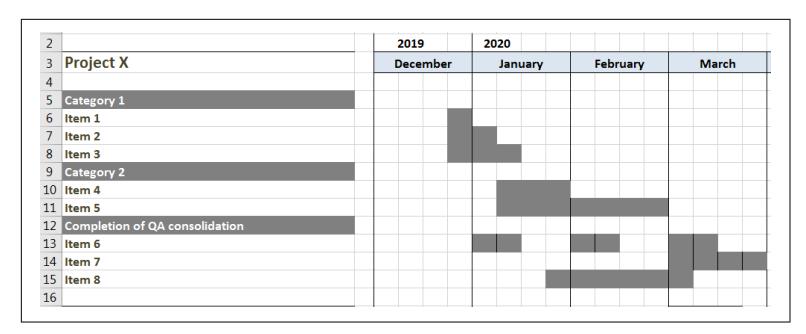 2 2019 2020
3 Project X December January February March
4
5 Category 1
6 Item 1
7 Item 2
8 Item 3
9 Category 2
10 Item 4
11 Item 5
12 Completion of QA consolidation
13 Item 6
14 Item 7
15 Item 8
16